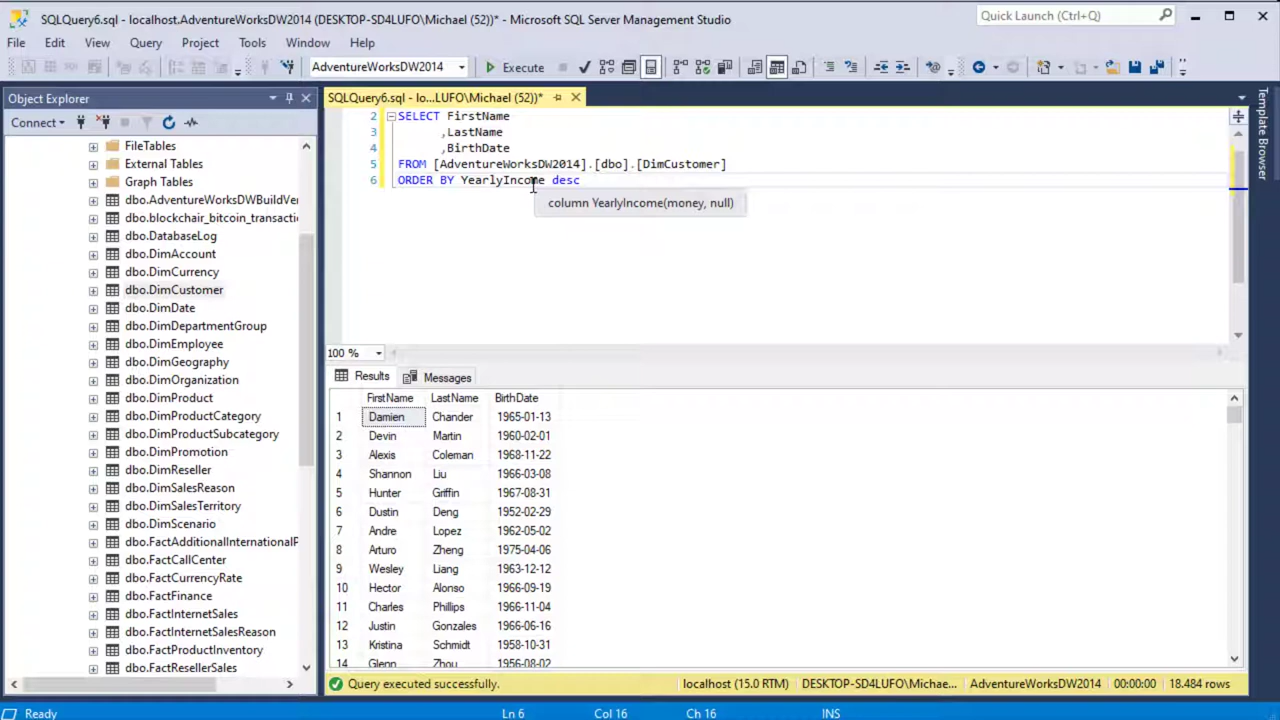 SQLQuery6.sql - localhost.AdventureWorksDW2014 (DESKTOP-SD4LUFO\Michael (52))* - Microsoft SQL Server Management Studio
Quick Launch (Ctrl+Q)
File Edit View Query Project Tools Window Help
AdventureWorksDW2014 Execute
Object Explorer
SQLQuery6.sql - lo...LUFO\Michael (52))*
Connect
FileTables
External Tables
Graph Tables
dbo.AdventureWorksDWBuildVer
dbo.blockchair_bitcoin_transacti
dbo.DatabaseLog
dbo.DimAccount
dbo.DimCurrency
dbo.DimCustomer
dbo.DimDate
dbo.DimDepartmentGroup
dbo.DimEmployee
dbo.DimGeography
dbo.DimOrganization
dbo.DimProduct
dbo.DimProductCategory
dbo.DimProductSubcategory
dbo.DimPromotion
dbo.DimReseller
dbo.DimSalesReason
dbo.DimSalesTerritory
dbo.DimScenario
dbo.FactAdditionalInternationalP
dbo.FactCallCenter
dbo.FactCurrencyRate
dbo.FactFinance
dbo.FactInternetSales
dbo.FactInternetSalesReason
dbo.FactProductInventory
dbo.FactResellerSales
2 SELECT FirstName
3 ,LastName
4 ,BirthDate
5 FROM [AdventureWorksDW2014].[dbo].[DimCustomer]
6 ORDER BY YearlyIncome desc
column YearlyIncome(money, null)
100 %
Results Messages
FirstName LastName BirthDate
1 Damien Chander 1965-01-13
2 Devin Martin 1960-02-01
3 Alexis Coleman 1968-11-22
4 Shannon Liu 1966-03-08
5 Hunter Griffin 1967-08-31
6 Dustin Deng 1952-02-29
7 Andre Lopez 1962-05-02
8 Arturo Zheng 1975-04-06
9 Wesley Liang 1963-12-12
10 Hector Alonso 1966-09-19
11 Charles Phillips 1966-11-04
12 Justin Gonzales 1966-06-16
13 Kristina Schmidt 1958-10-31
14 Glenn Zhou 1956-08-02
Query executed successfully. localhost (15.0 RTM) DESKTOP-SD4LUFO\Michae... AdventureWorksDW2014 00:00:00 18.484 rows
Ready Ln 6 Col 16 Ch 16 INS
Template Browser